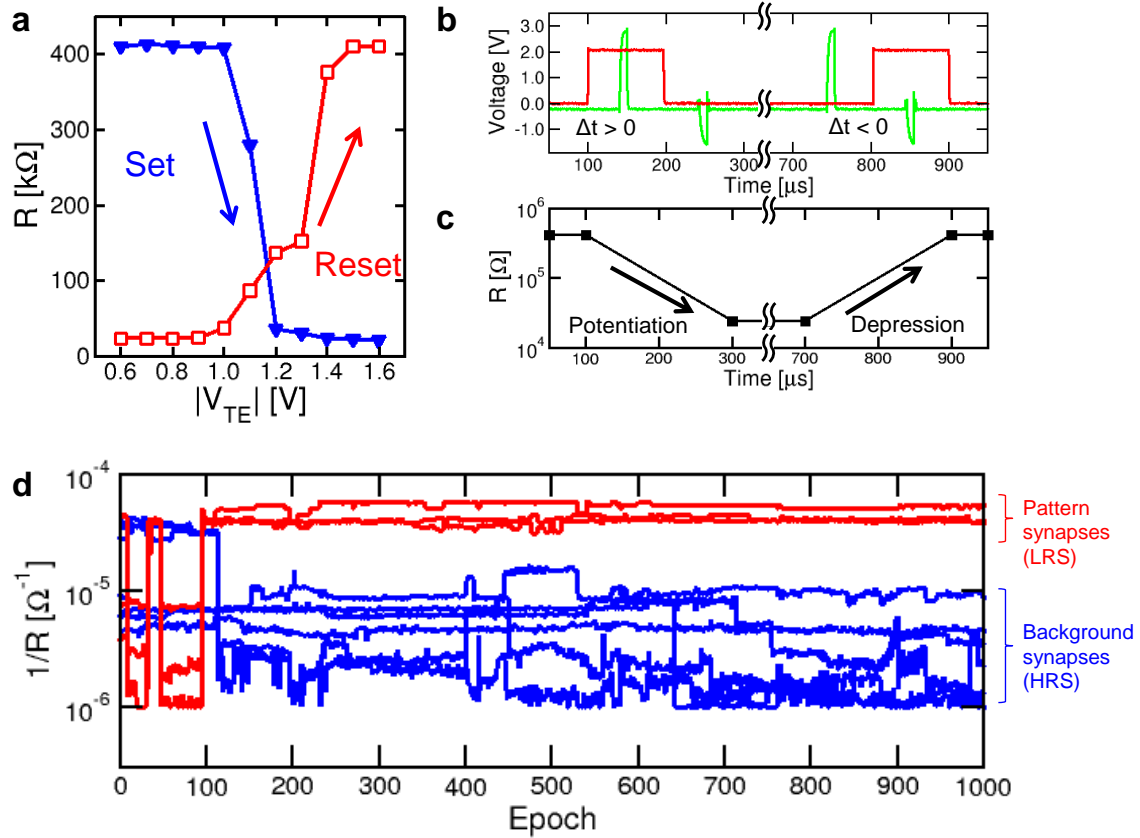 a
R [kΩ]
400
300
200
100
0
Set
Reset
0.6 0.8 1.0 1.2 1.4 1.6
|V_TE| [V]
b
Voltage [V]
3.0
2.0
1.0
0.0
-1.0
Δt > 0
Δt < 0
100 200 300 700 800 900
Time [μs]
c
R [Ω]
10^6
10^5
10^4
Potentiation
Depression
100 200 300 700 900
Time [μs]
d
1/R [Ω^-1]
10^-4
10^-5
10^-6
Pattern
synapses
(LRS)
Background
synapses
(HRS)
0 100 200 300 400 500 600 700 800 900 1000
Epoch